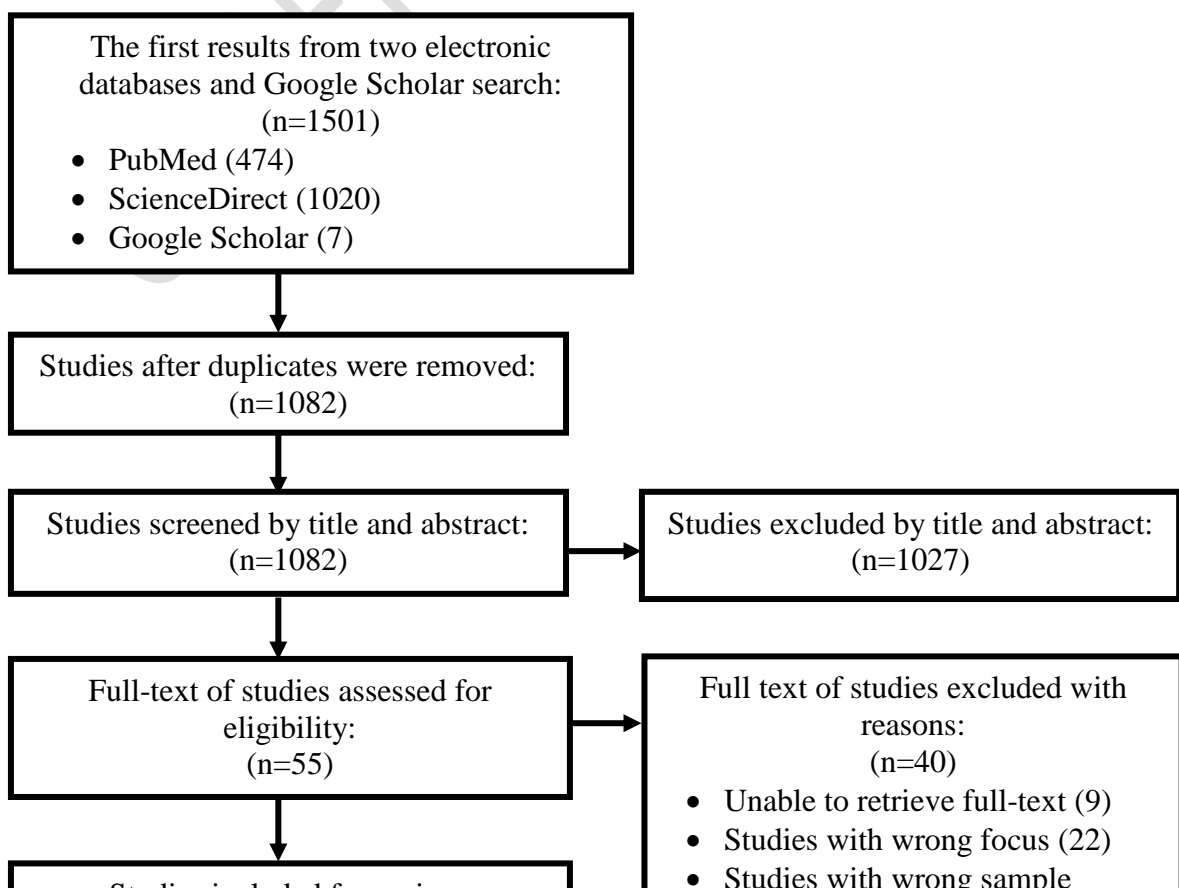 The first results from two electronic
databases and Google Scholar search:
(n=1501)
• PubMed (474)
• ScienceDirect (1020)
• Google Scholar (7)
Studies after duplicates were removed:
(n=1082)
Studies screened by title and abstract:
(n=1082)
Studies excluded by title and abstract:
(n=1027)
Full-text of studies assessed for
eligibility:
(n=55)
Full text of studies excluded with
reasons:
(n=40)
• Unable to retrieve full-text (9)
• Studies with wrong focus (22)
• Studies with wrong sample